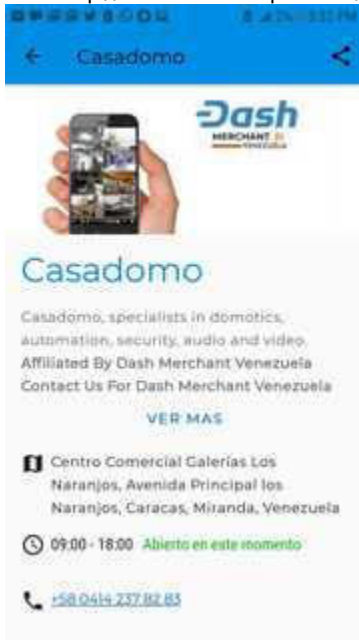 Casadomo
Dash
MERCHANT
VENEZUELA
Casadomo
Casadomo, specialists in domotics,
automation, security, audio and video.
Affiliated By Dash Merchant Venezuela
Contact Us For Dash Merchant Venezuela
VER MAS
Centro Comercial Galerías Los
Naranjos, Avenida Principal los
Naranjos, Caracas, Miranda, Venezuela
09:00 - 18:00 Abierto en este momento
+58 0414 237 82 83